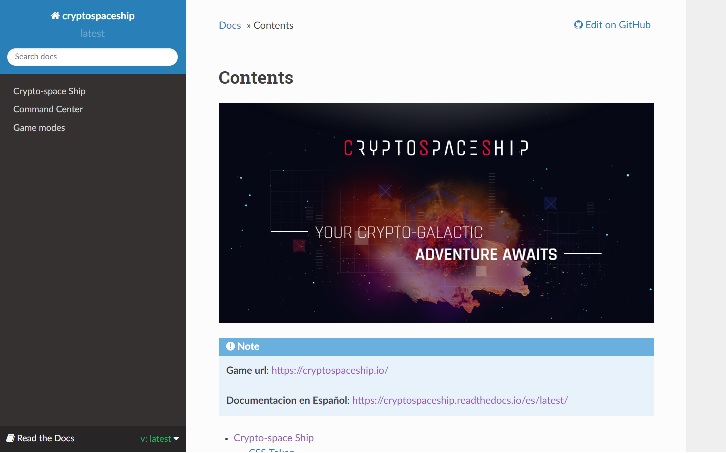 cryptospaceship
latest
Search docs
Crypto-space Ship
Command Center
Game modes
Read the Docs
v: latest
Docs » Contents
Edit on GitHub
Contents
CRYPTOSPACESHIP
YOUR CRYPTO-GALACTIC
ADVENTURE AWAITS
Note
Game url: https://cryptospaceship.io/
Documentacion en Español: https://cryptospaceship.readthedocs.io/es/latest/
Crypto-space Ship
CSS Token